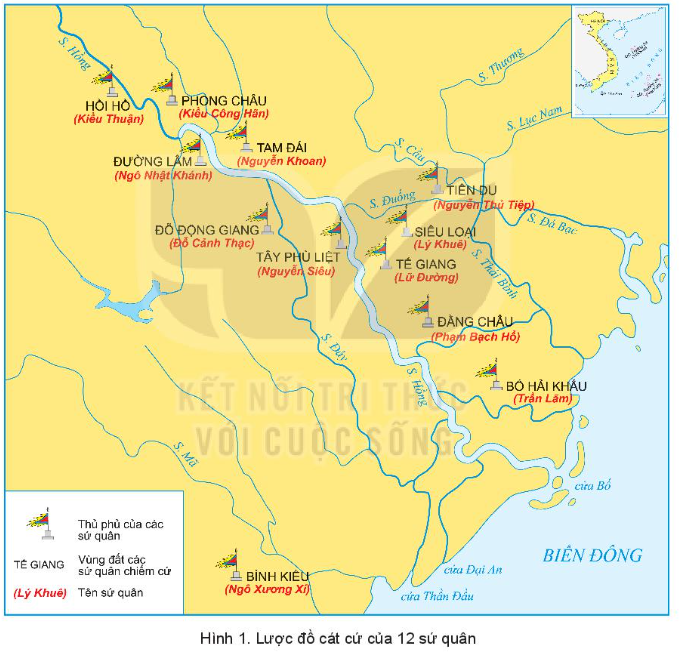 S. Hồng
S. Thương
S. Lục Nam
HỒI HỒ
(Kiều Thuận)
PHONG CHÂU
(Kiều Công Hãn)
TAM ĐÁI
(Nguyễn Khoan)
ĐƯỜNG LÂM
(Ngô Nhật Khánh)
S. Cầu
TIÊN DU
(Nguyễn Thủ Tiệp)
S. Đuống
S. Đá Bạc
ĐỖ ĐỘNG GIANG
(Đỗ Cảnh Thạc)
SIÊU LOẠI
(Lý Khuê)
TÂY PHÙ LIỆT
(Nguyễn Siêu)
TẾ GIANG
(Lữ Đường)
S. Thái Bình
ĐẰNG CHÂU
(Phạm Bạch Hổ)
S. Đáy
S. Hồng
BỐ HẢI KHẨU
(Trần Lãm)
KẾT NỐI TRI THỨC
VỚI CUỘC SỐNG
S. Mã
cửa Bố
BIỂN ĐÔNG
cửa Đại An
cửa Thần Đầu
BÌNH KIỀU
(Ngô Xương Xí)
Thủ phủ của các
sứ quân
TẾ GIANG
Vùng đất các
sứ quân chiếm cứ
(Lý Khuê)
Tên sứ quân
Hình 1. Lược đồ cát cứ của 12 sứ quân